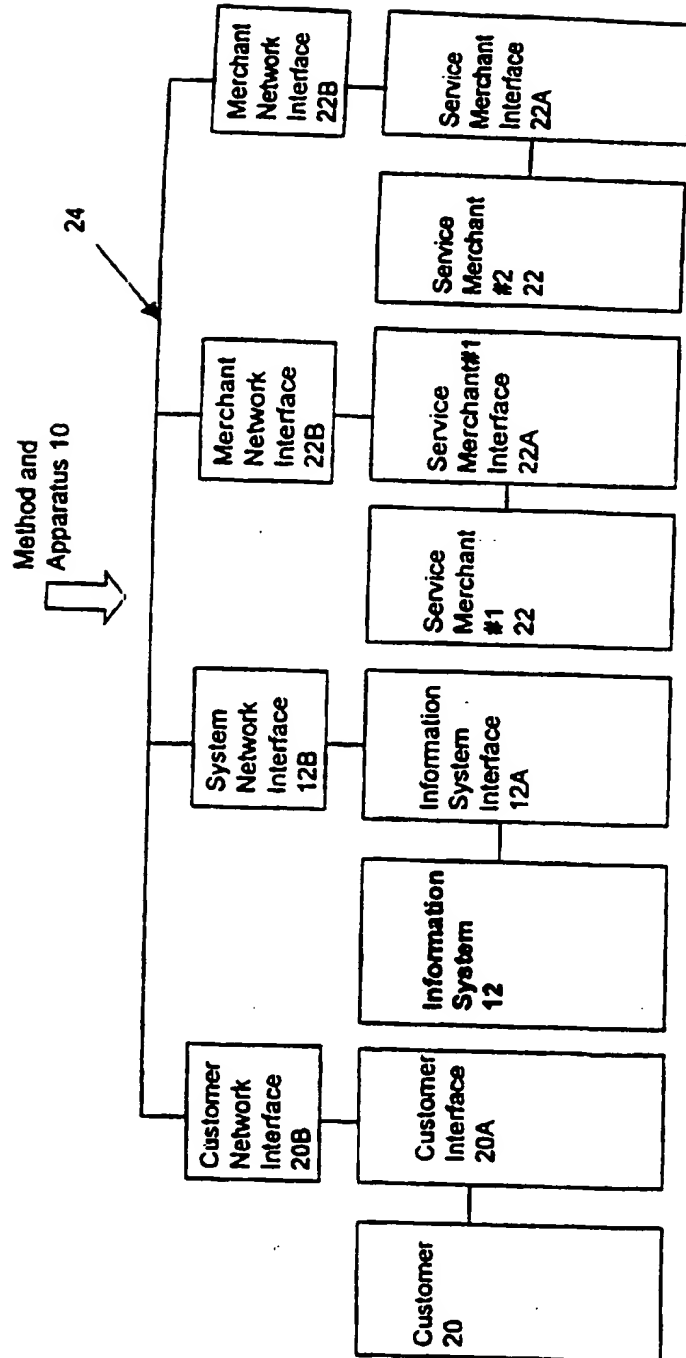 Method and
Apparatus 10
24
Customer
Network
Interface
20B
System
Network
Interface
12B
Merchant
Network
Interface
22B
Merchant
Network
Interface
22B
Customer
20
Customer
Interface
20A
Information
System
12
Information
System
Interface
12A
Service
Merchant
#1
22
Service
Merchant#1
Interface
22A
Service
Merchant
#2
22
Service
Merchant
Interface
22A